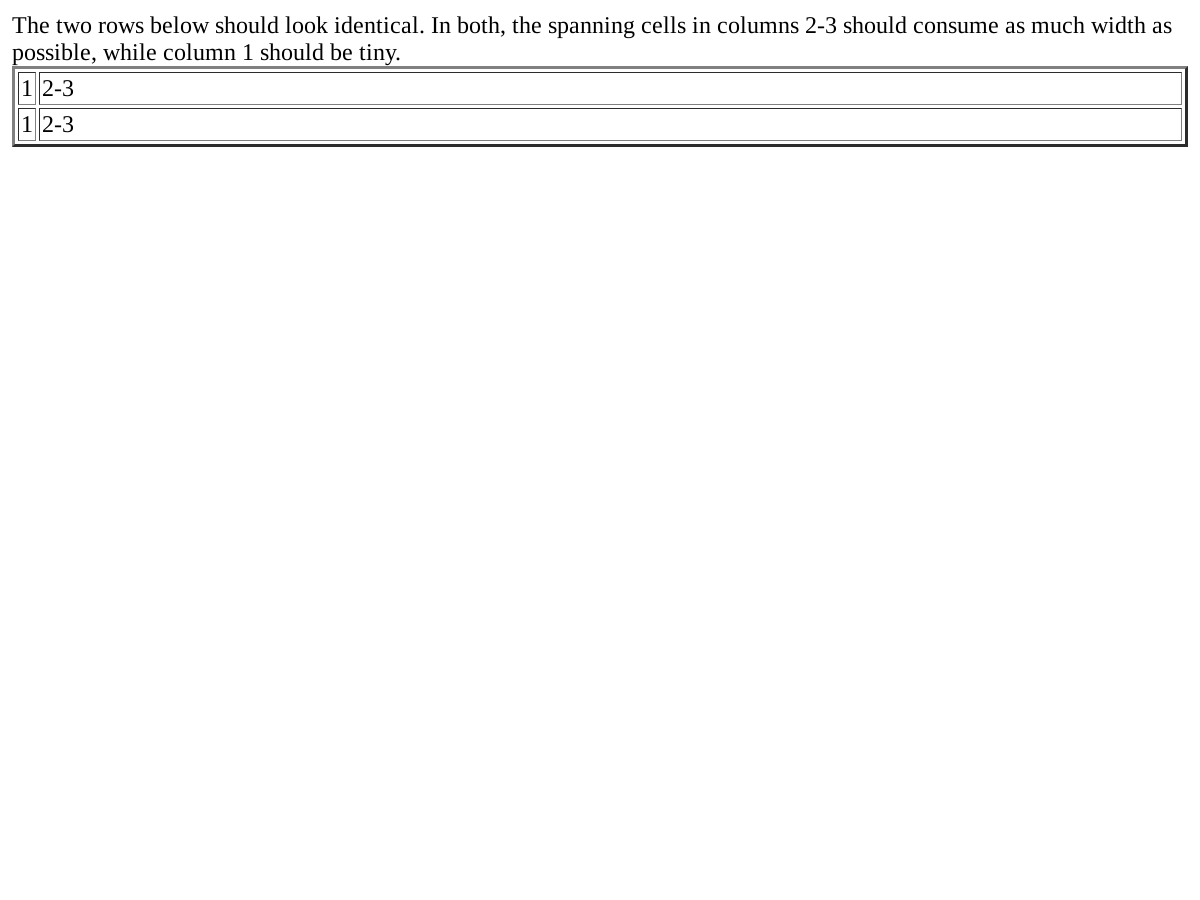 The two rows below should look identical. In both, the spanning cells in columns 2-3 should consume as much width as
possible, while column 1 should be tiny.
1 2-3
1 2-3